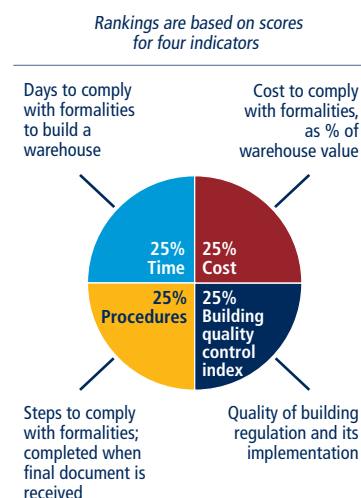 Rankings are based on scores
for four indicators
Days to comply
with formalities
to build a
warehouse
Cost to comply
with formalities,
as % of
warehouse value
25%
Time
25%
Cost
25%
Procedures
25%
Building
quality
control
index
Steps to comply
with formalities;
completed when
final document is
received
Quality of building
regulation and its
implementation